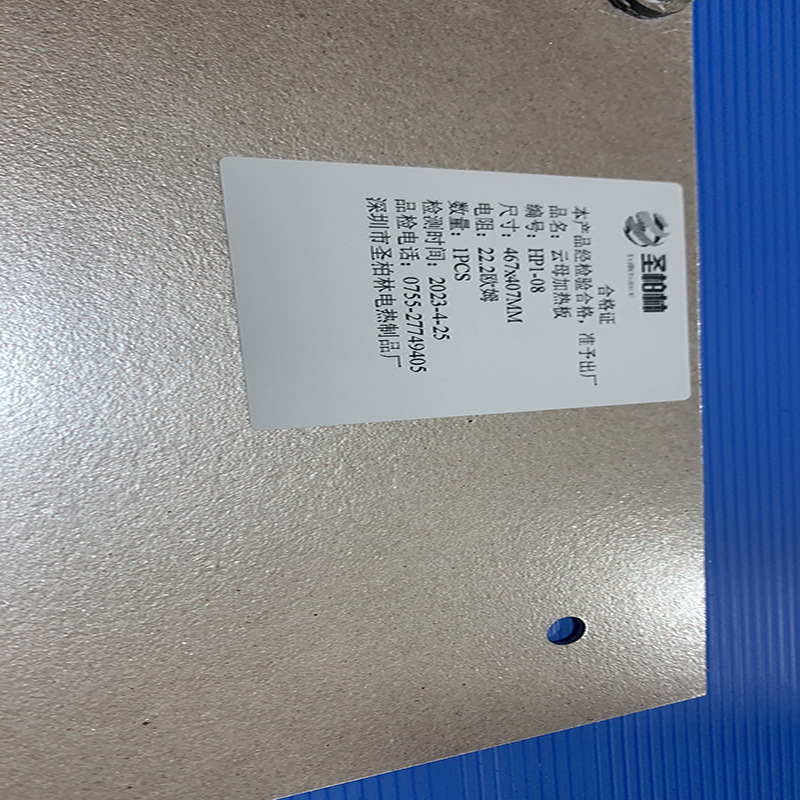 圣柏林
合格证
本产品经检验合格，准予出厂
品名：云母加热板
编号：HP1-08
尺寸：467x407MM
电阻：22.2欧姆
数量：1PCS
检测时间：2023-4-25
品检电话：0755-27749405
深圳市圣柏林电热制品厂